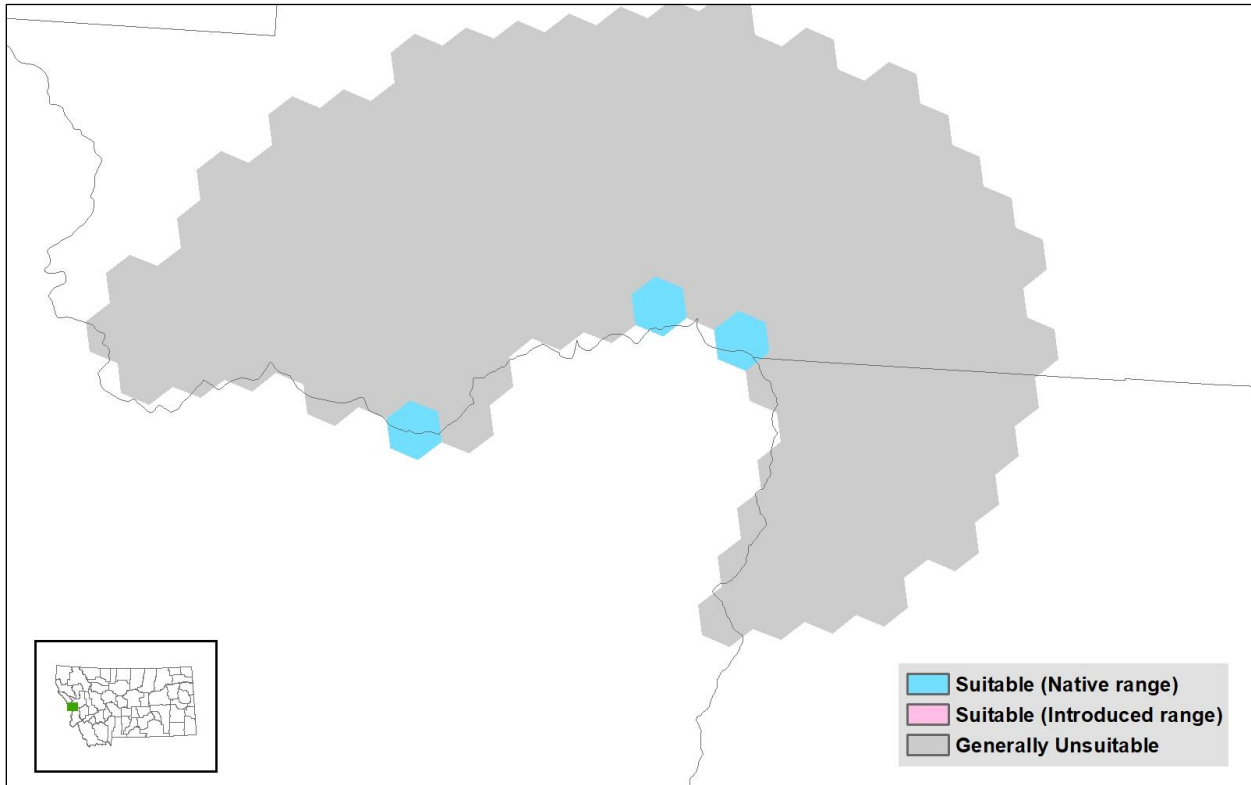 Suitable (Native range)
Suitable (Introduced range)
Generally Unsuitable